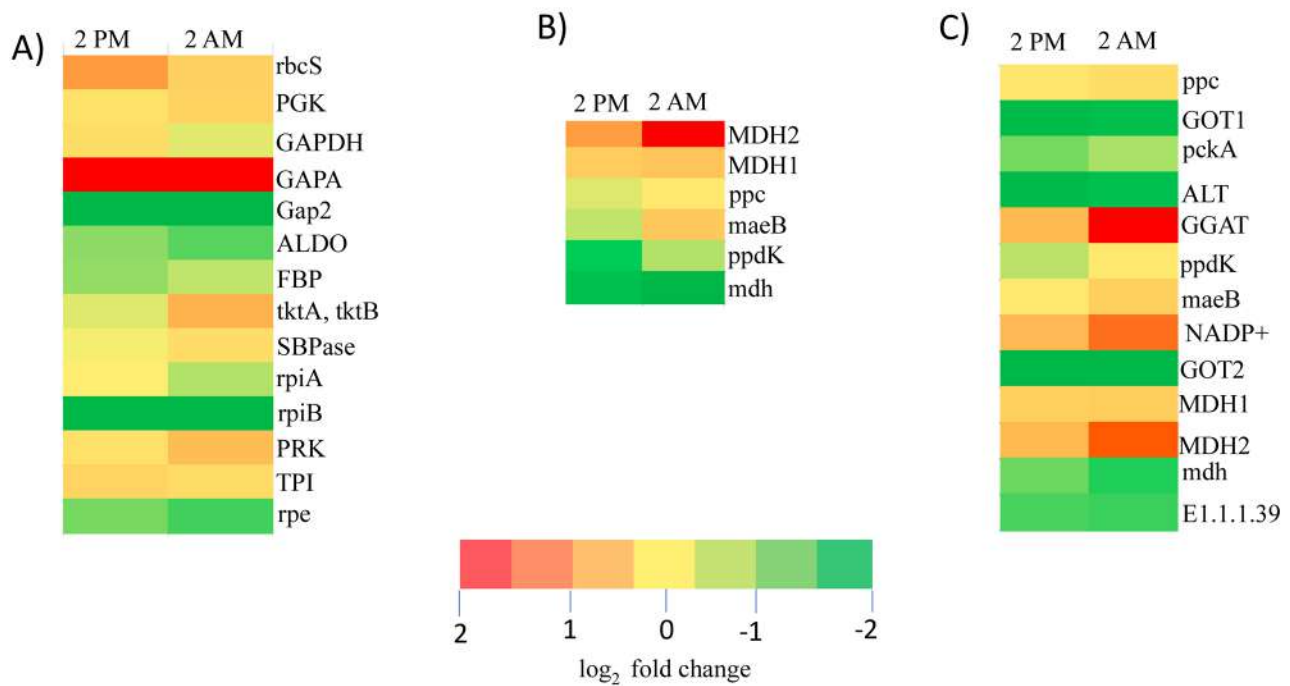 A)
2 PM 2 AM
rbcS
PGK
GAPDH
GAPA
Gap2
ALDO
FBP
tktA, tktB
SBPase
rpiA
rpiB
PRK
TPI
rpe
B)
2 PM 2 AM
MDH2
MDH1
ppc
maeB
ppdK
mdh
C)
2 PM 2 AM
ppc
GOT1
pckA
ALT
GGAT
ppdK
maeB
NADP+
GOT2
MDH1
MDH2
mdh
E1.1.1.39
2 1 0 -1 -2
log₂ fold change